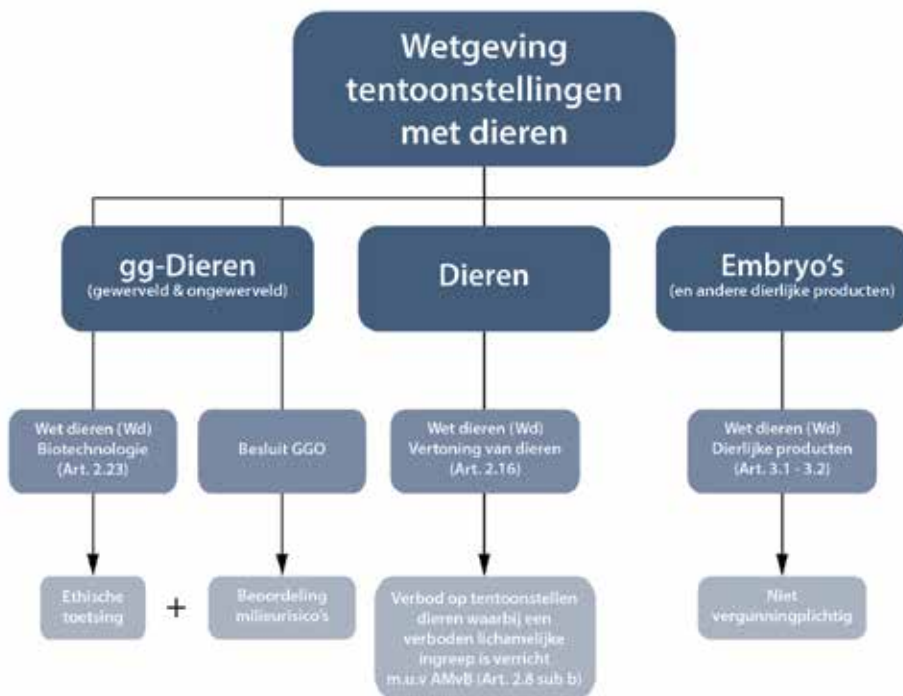 Wetgeving
tentoonstellingen
met dieren
gg-Dieren
(gewerveld & ongewerveld)
Dieren
Embryo's
(en andere dierlijke producten)
Wet dieren (Wd)
Biotechnologie
(Art. 2.23)
Besluit GGO
Wet dieren (Wd)
Vertoning van dieren
(Art. 2.16)
Wet dieren (Wd)
Dierlijke producten
(Art. 3.1 - 3.2)
Ethische
toetsing
+
Beoordeling
milieurisico's
Verbod op tentoonstellen
dieren waarbij een
verboden lichamelijke
ingreep is verricht
m.u.v AMvB (Art. 2.8 sub b)
Niet
vergunningplichtig